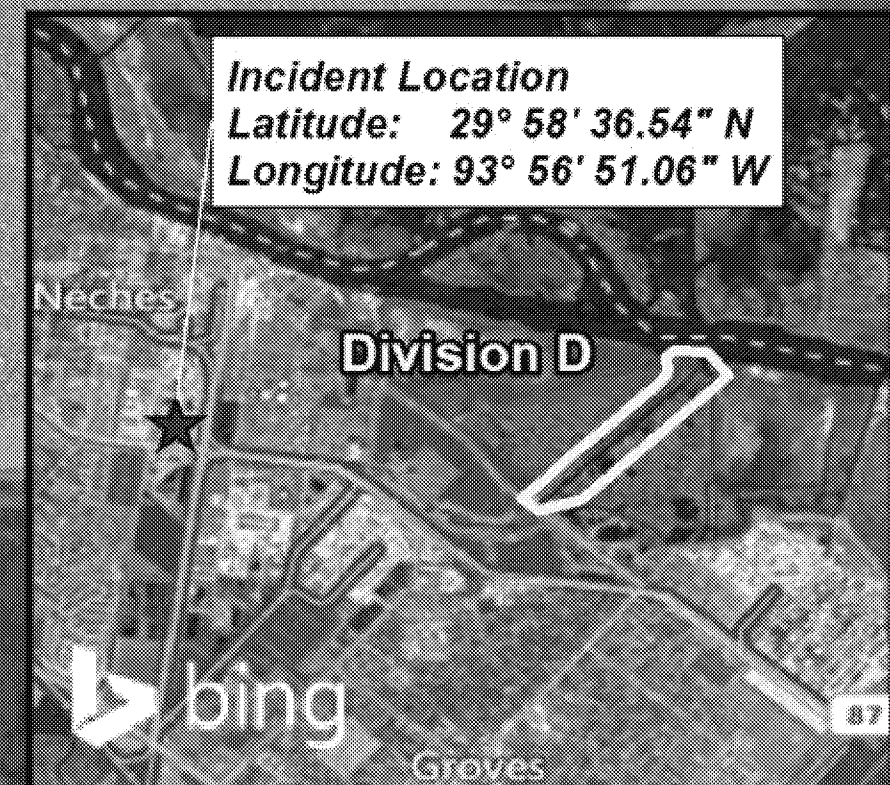 Incident Location
Latitude: 29° 58' 36.54" N
Longitude: 93° 56' 51.06" W
Neches
Division D
bing
87
Groves